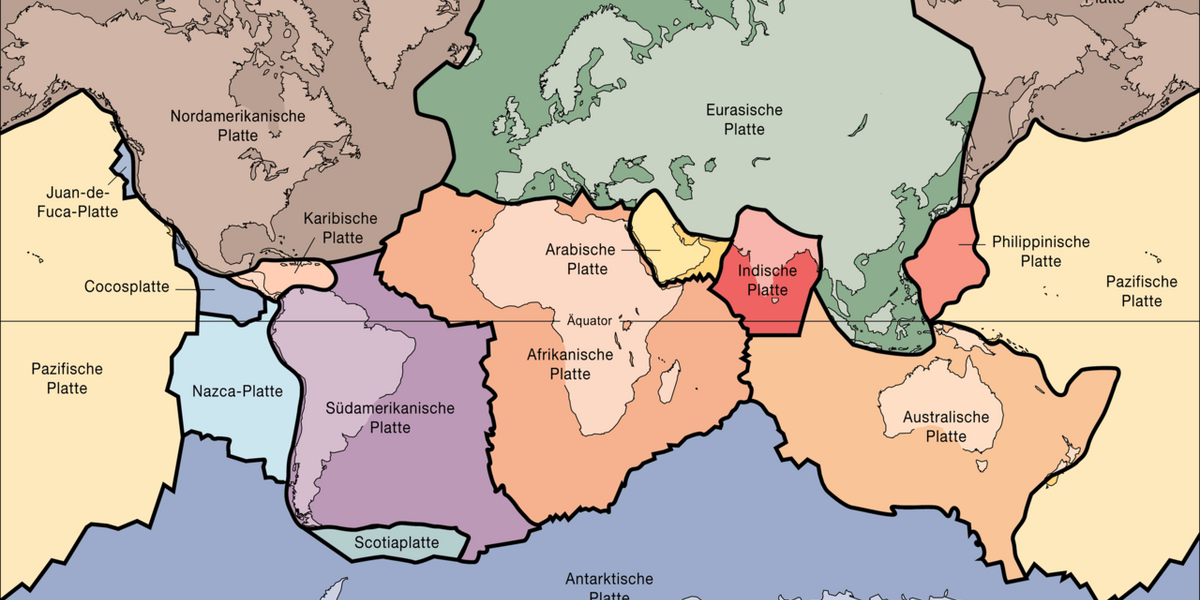 Platte
Nordamerikanische
Platte
Eurasische
Platte
Juan-de-
Fuca-Platte
Karibische
Platte
Arabische
Platte
Indische
Platte
Philippinische
Platte
Cocosplatte
Pazifische
Platte
Äquator
Afrikanische
Platte
Pazifische
Platte
Nazca-Platte
Südamerikanische
Platte
Australische
Platte
Scotiaplatte
Antarktische
Platte